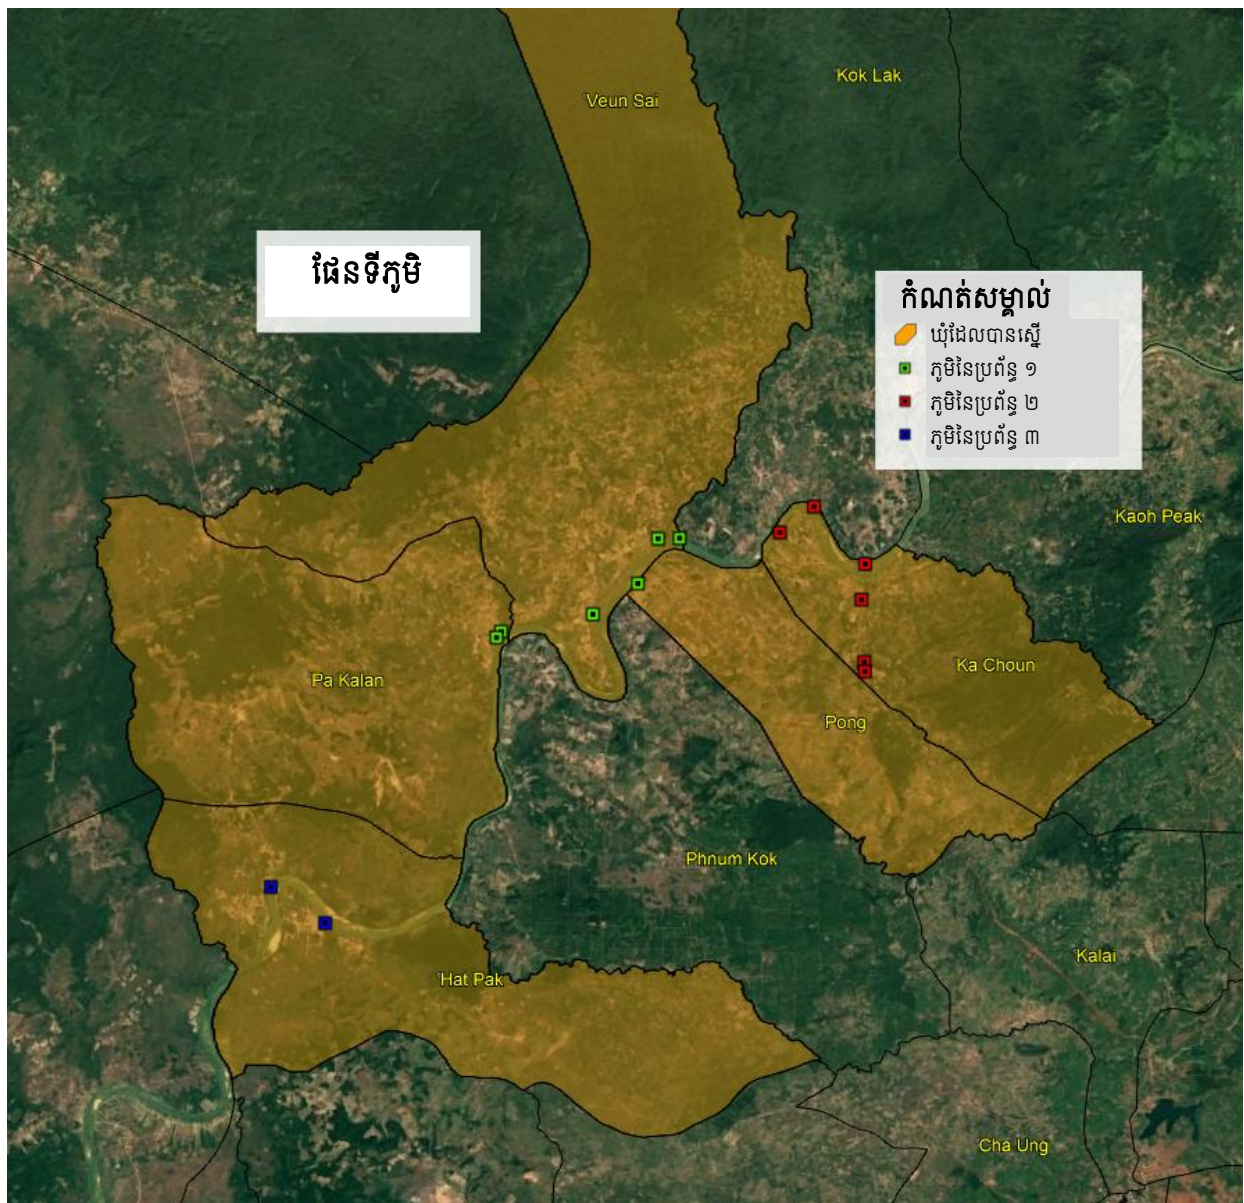 Kok Lak
Veun Sai
ផែនទីភូមិ
កំណត់សម្គាល់
ឃុំដែលបានស្នើ
ភូមិនៃប្រព័ន្ធ ១
ភូមិនៃប្រព័ន្ធ ២
ភូមិនៃប្រព័ន្ធ ៣
Kaoh Peak
Ka Choun
Pa Kalan
Pong
Phnum Kok
Kalai
Hat Pak
Cha Ung